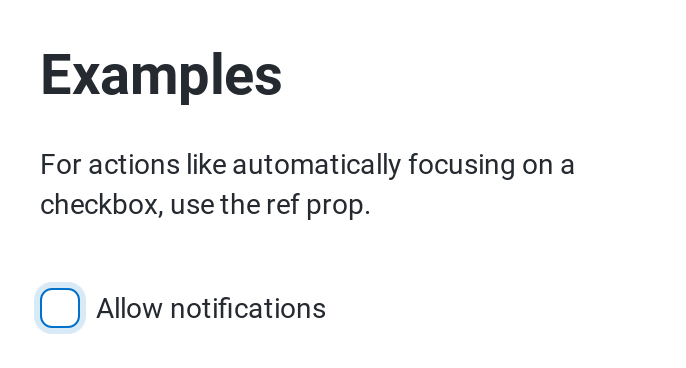 Examples
For actions like automatically focusing on a
checkbox, use the ref prop.
Allow notifications